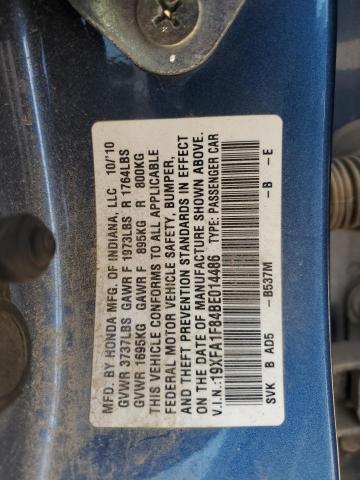 MFD. BY HONDA MFG. OF INDIANA, LLC 10/'10
GVWR 3737LBS GAWR F 1973LBS R 1764LBS
GVWR 1695KG GAWR F 895KG R 800KG
THIS VEHICLE CONFORMS TO ALL APPLICABLE
FEDERAL MOTOR VEHICLE SAFETY, BUMPER,
AND THEFT PREVENTION STANDARDS IN EFFECT
ON THE DATE OF MANUFACTURE SHOWN ABOVE.
V.I.N.: 19XFA1F84BE014486 TYPE: PASSENGER CAR
-B537M -B -E
SVK B AD5